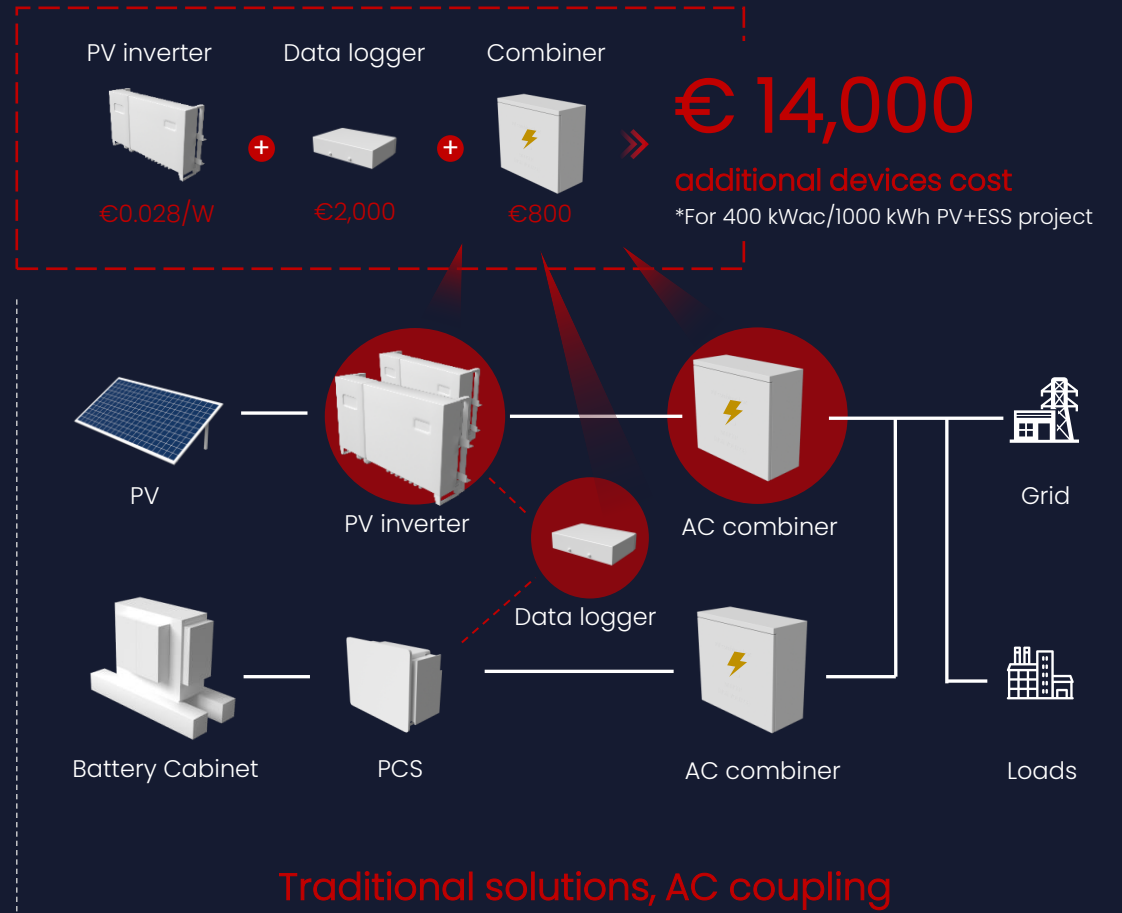 PV inverter
Data logger
Combiner
+
+
€0.028/W
€2,000
€800
€ 14,000
additional devices cost
*For 400 kWac/1000 kWh PV+ESS project
PV
PV inverter
AC combiner
Grid
Data logger
Battery Cabinet
PCS
AC combiner
Loads
Traditional solutions, AC coupling